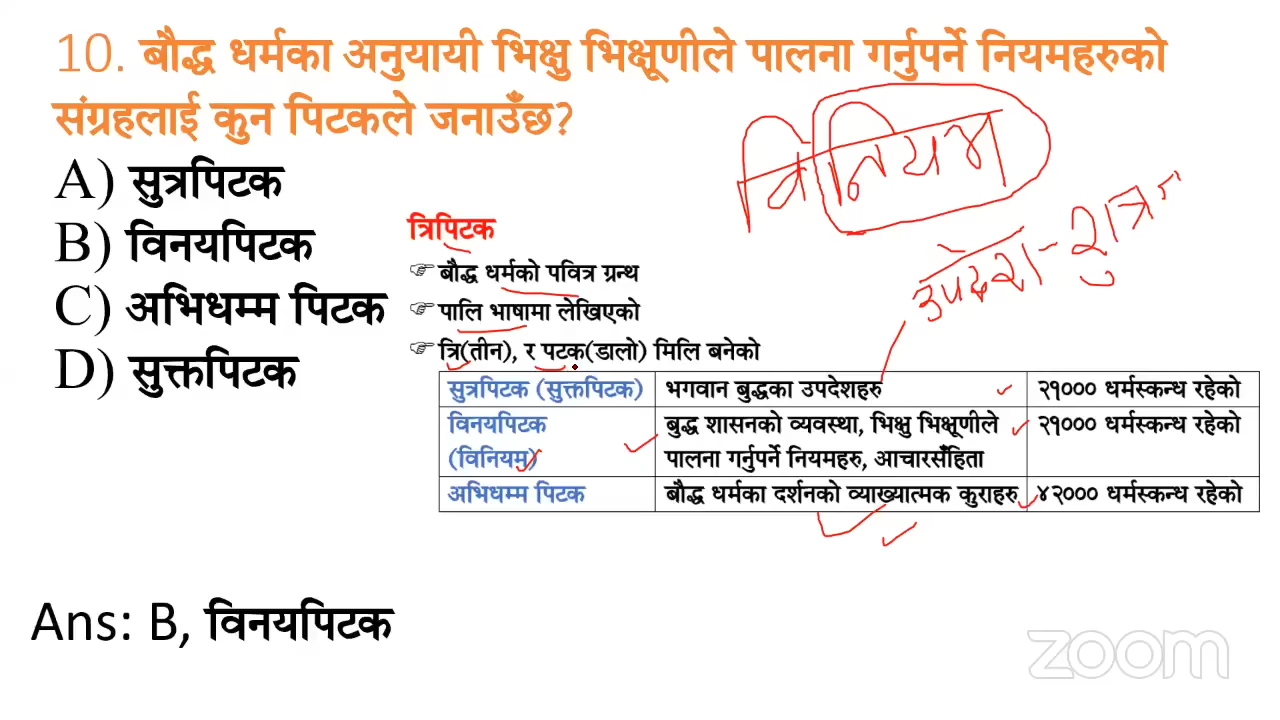 10. बौद्ध धर्मका अनुयायी भिक्षु भिक्षूणीले पालना गर्नुपर्ने नियमहरुको
संग्रहलाई कुन पिटकले जनाउँछ?
A) सुत्रपिटक
B) विनयपिटक
C) अभिधम्म पिटक
D) सुक्तपिटक
विनियम
उपदेश - सुत्र
त्रिपिटक
☞ बौद्ध धर्मको पवित्र ग्रन्थ
☞ पालि भाषामा लेखिएको
☞ त्रि(तीन), र पटक(डालो) मिलि बनेको
सुत्रपिटक (सुक्तपिटक) भगवान बुद्धका उपदेशहरु २१००० धर्मस्कन्ध रहेको
विनयपिटक बुद्ध शासनको व्यवस्था, भिक्षु भिक्षूणीले २१००० धर्मस्कन्ध रहेको
(विनियम) पालना गर्नुपर्ने नियमहरु, आचारसँहिता
अभिधम्म पिटक बौद्ध धर्मका दर्शनको व्याख्यात्मक कुराहरु ४२००० धर्मस्कन्ध रहेको
Ans: B, विनयपिटक
zoom